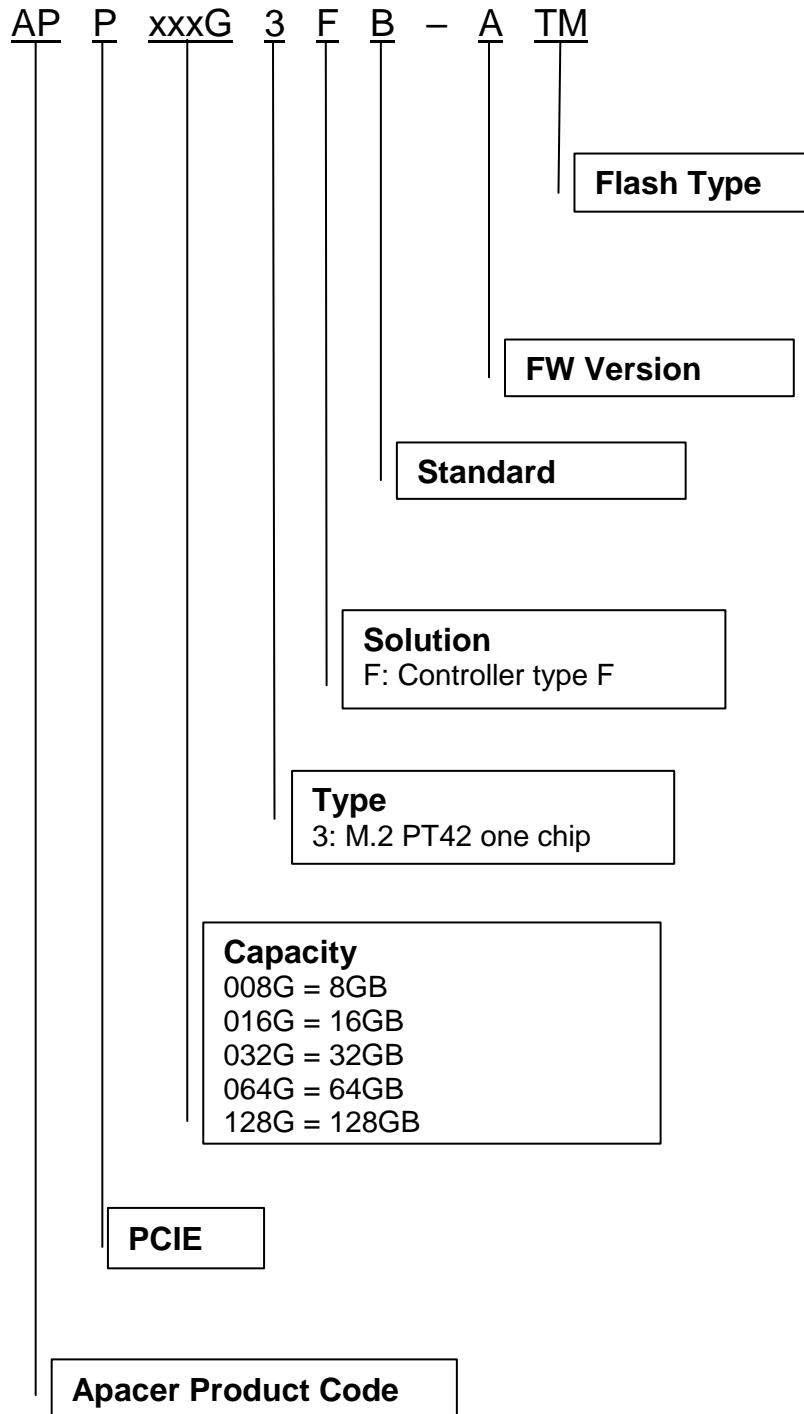 AP P xxxG 3 F B – A TM
Flash Type
FW Version
Standard
Solution
F: Controller type F
Type
3: M.2 PT42 one chip
Capacity
008G = 8GB
016G = 16GB
032G = 32GB
064G = 64GB
128G = 128GB
PCIE
Apacer Product Code